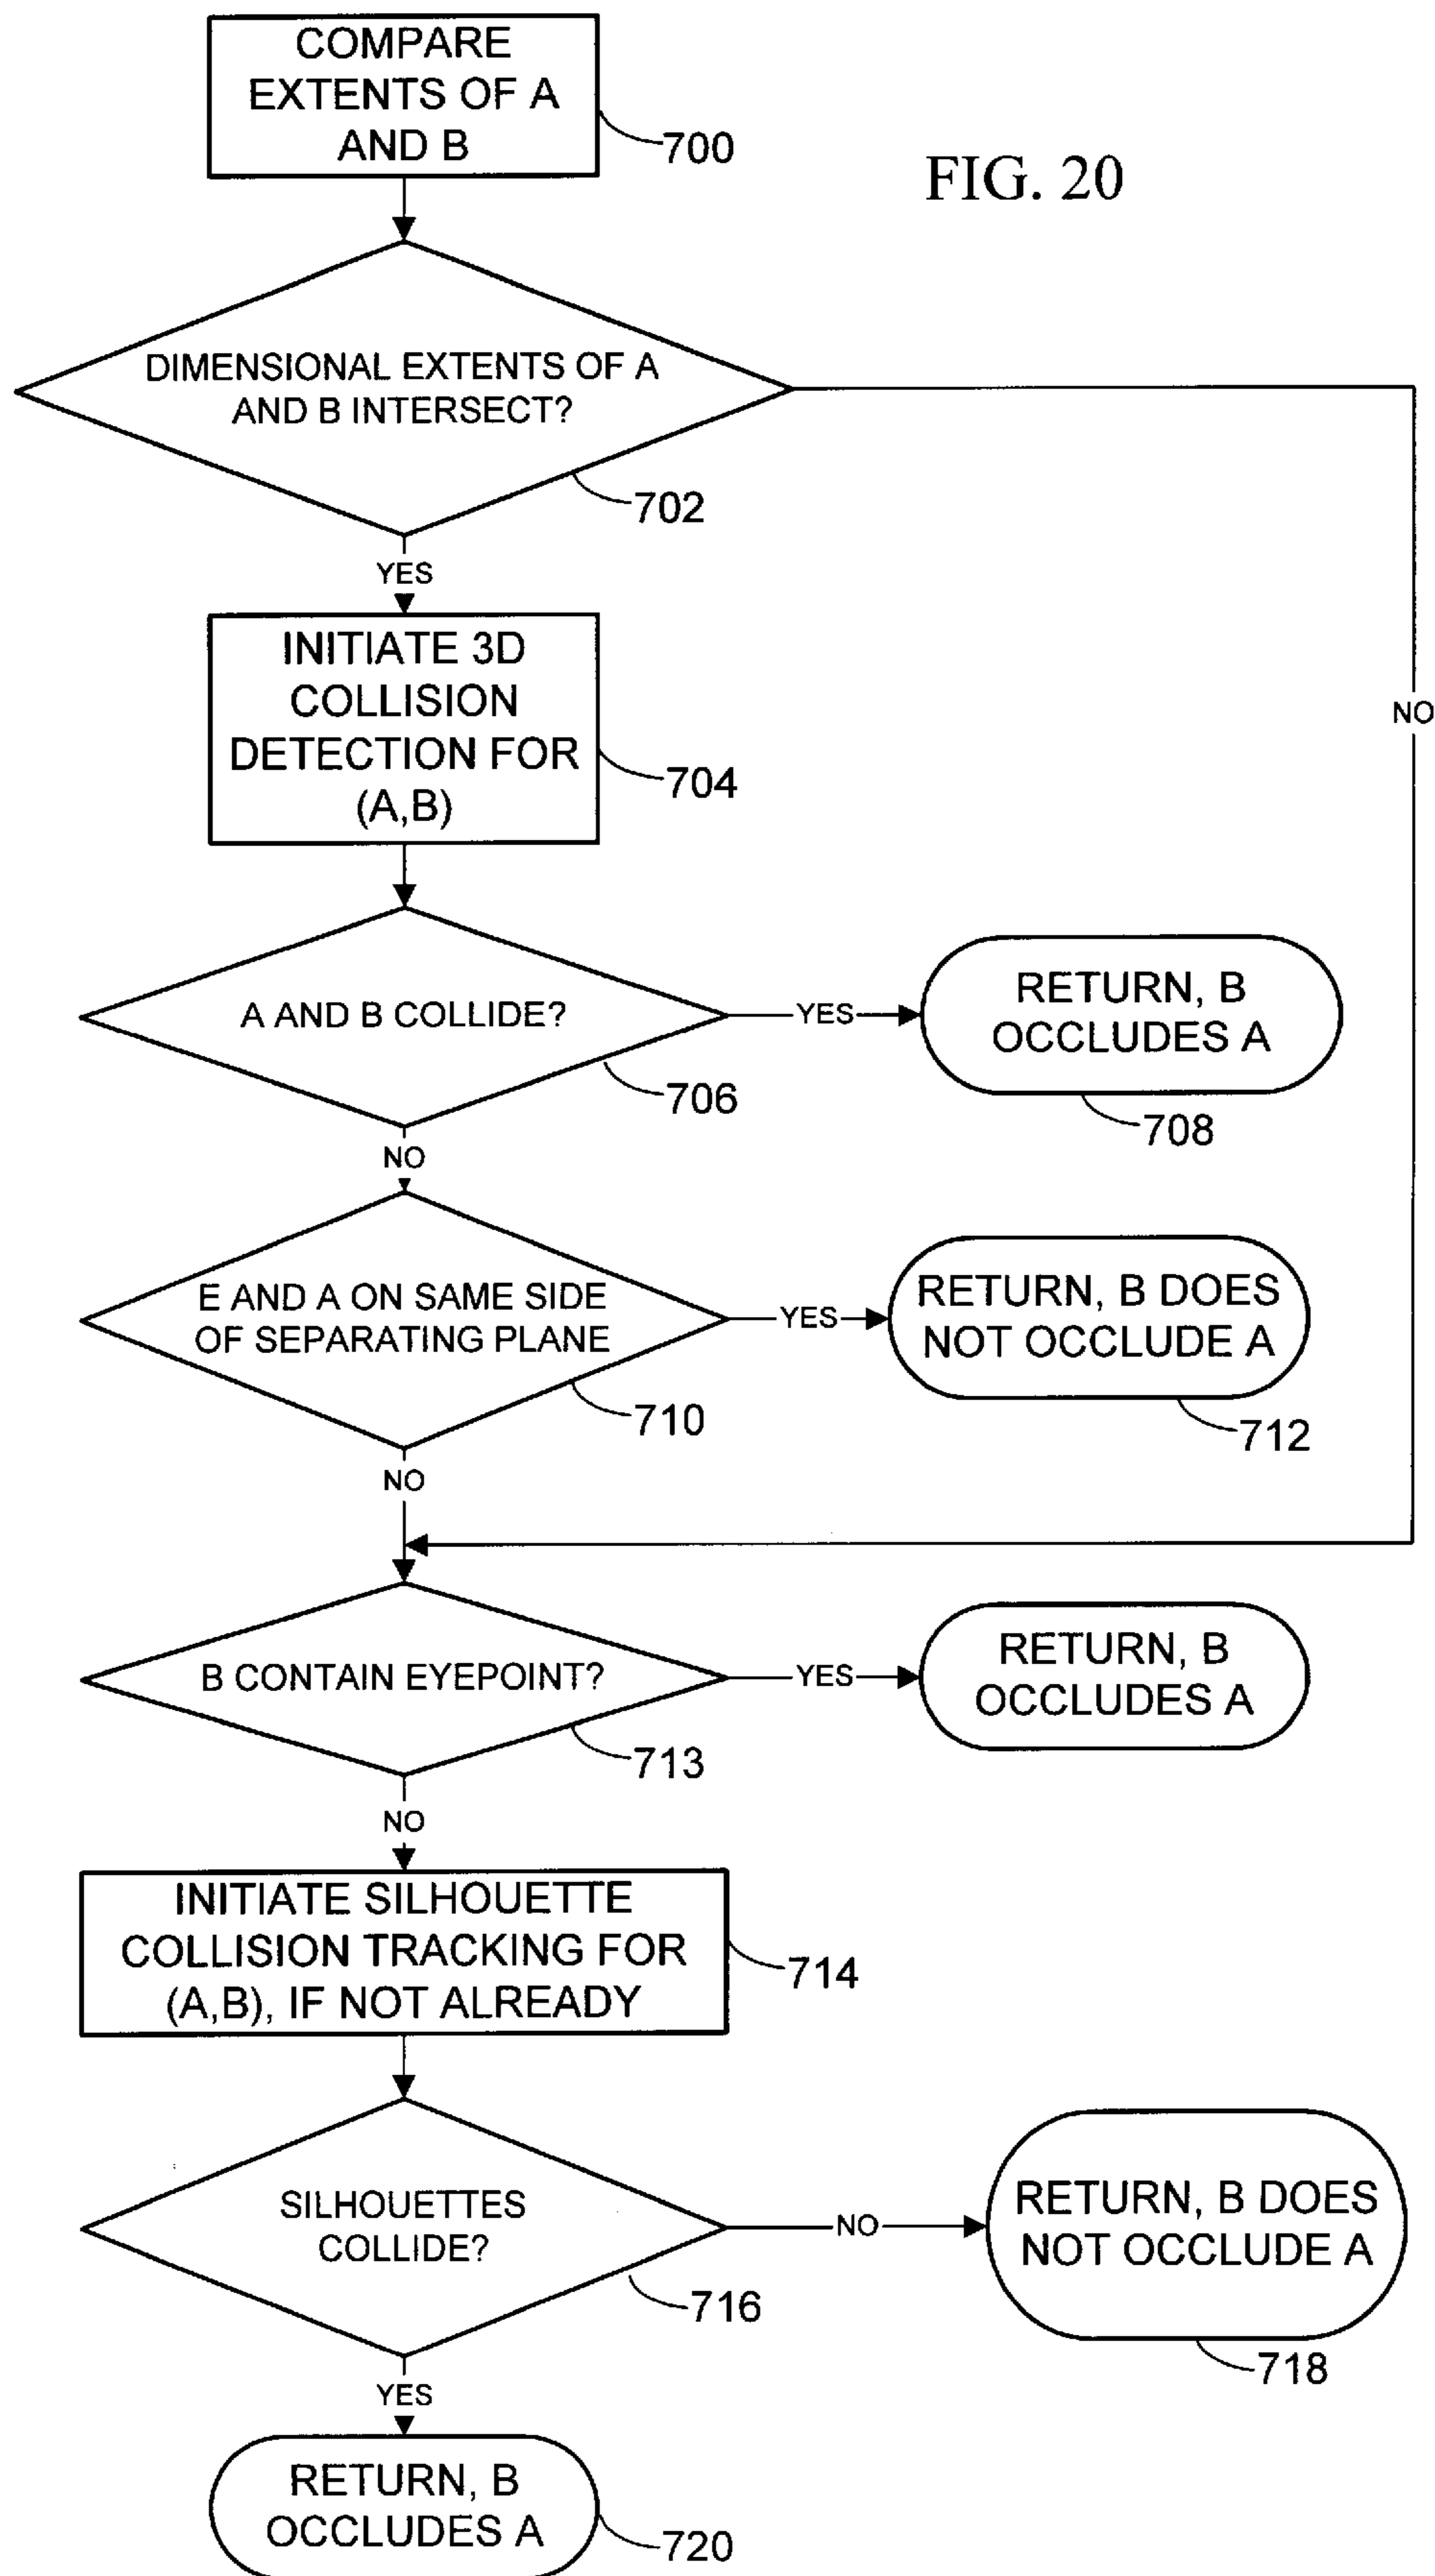 COMPARE
EXTENTS OF A
AND B
700
FIG. 20
DIMENSIONAL EXTENTS OF A
AND B INTERSECT?
702
YES
NO
INITIATE 3D
COLLISION
DETECTION FOR
(A,B)
704
A AND B COLLIDE?
706
YES
RETURN, B
OCCLUDES A
708
NO
E AND A ON SAME SIDE
OF SEPARATING PLANE
710
YES
RETURN, B DOES
NOT OCCLUDE A
712
NO
B CONTAIN EYEPOINT?
713
YES
RETURN, B
OCCLUDES A
NO
INITIATE SILHOUETTE
COLLISION TRACKING FOR
(A,B), IF NOT ALREADY
714
SILHOUETTES
COLLIDE?
716
NO
RETURN, B DOES
NOT OCCLUDE A
718
YES
RETURN, B
OCCLUDES A
720